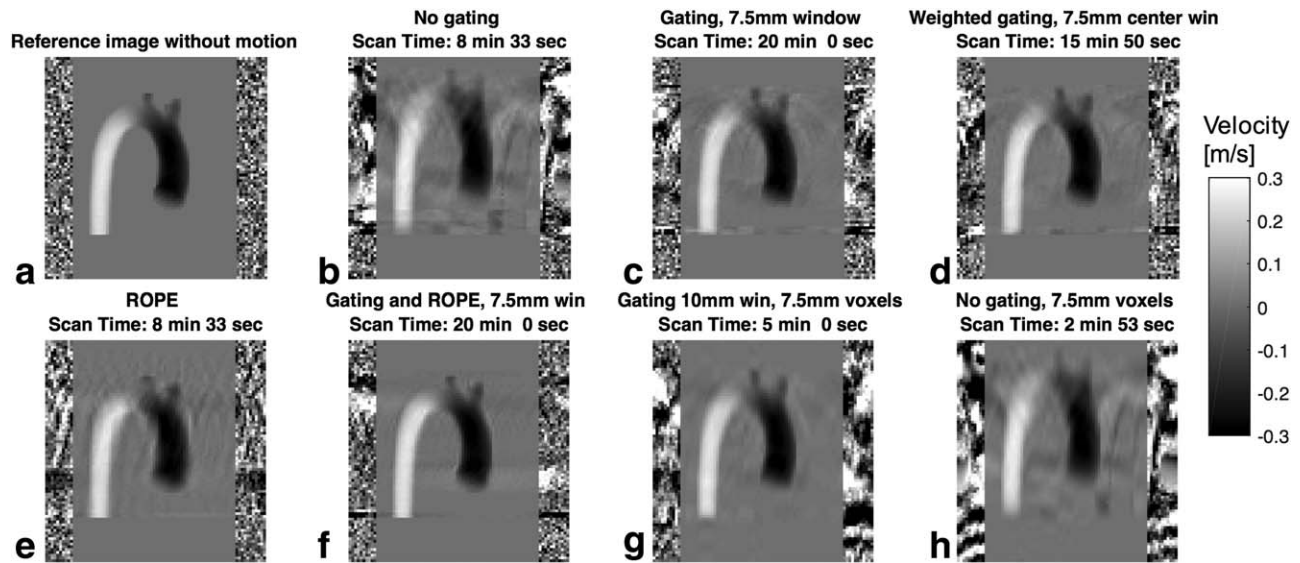 Reference image without motion
No gating
Scan Time: 8 min 33 sec
Gating, 7.5mm window
Scan Time: 20 min 0 sec
Weighted gating, 7.5mm center win
Scan Time: 15 min 50 sec
a
b
c
d
ROPE
Scan Time: 8 min 33 sec
Gating and ROPE, 7.5mm win
Scan Time: 20 min 0 sec
Gating 10mm win, 7.5mm voxels
Scan Time: 5 min 0 sec
No gating, 7.5mm voxels
Scan Time: 2 min 53 sec
e
f
g
h
Velocity
[m/s]
0.3
0.2
0.1
0
-0.1
-0.2
-0.3